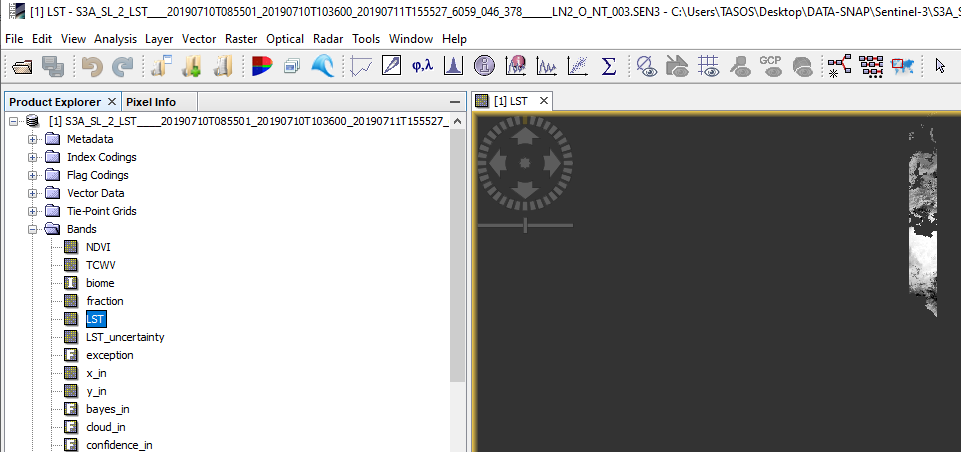 [1] LST - S3A_SL_2_LST____20190710T085501_20190710T103600_20190711T155527_6059_046_378_____LN2_O_NT_003.SEN3 - C:\Users\TASOS\Desktop\DATA-SNAP\Sentinel-3\S3A_S
File Edit View Analysis Layer Vector Raster Optical Radar Tools Window Help
φ,λ Σ GCP
Product Explorer Pixel Info
[1] LST
[1] S3A_SL_2_LST____20190710T085501_20190710T103600_20190711T155527_
Metadata
Index Codings
Flag Codings
Vector Data
Tie-Point Grids
Bands
NDVI
TCWV
biome
fraction
LST
LST_uncertainty
exception
x_in
y_in
bayes_in
cloud_in
confidence_in